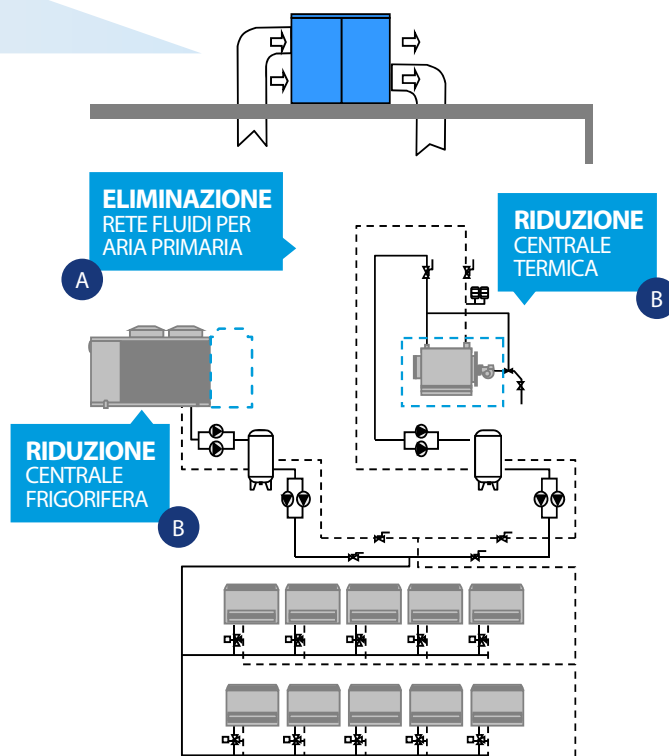 ELIMINAZIONE
RETE FLUIDI PER
ARIA PRIMARIA
A
RIDUZIONE
CENTRALE
TERMICA
B
RIDUZIONE
CENTRALE
FRIGORIFERA
B